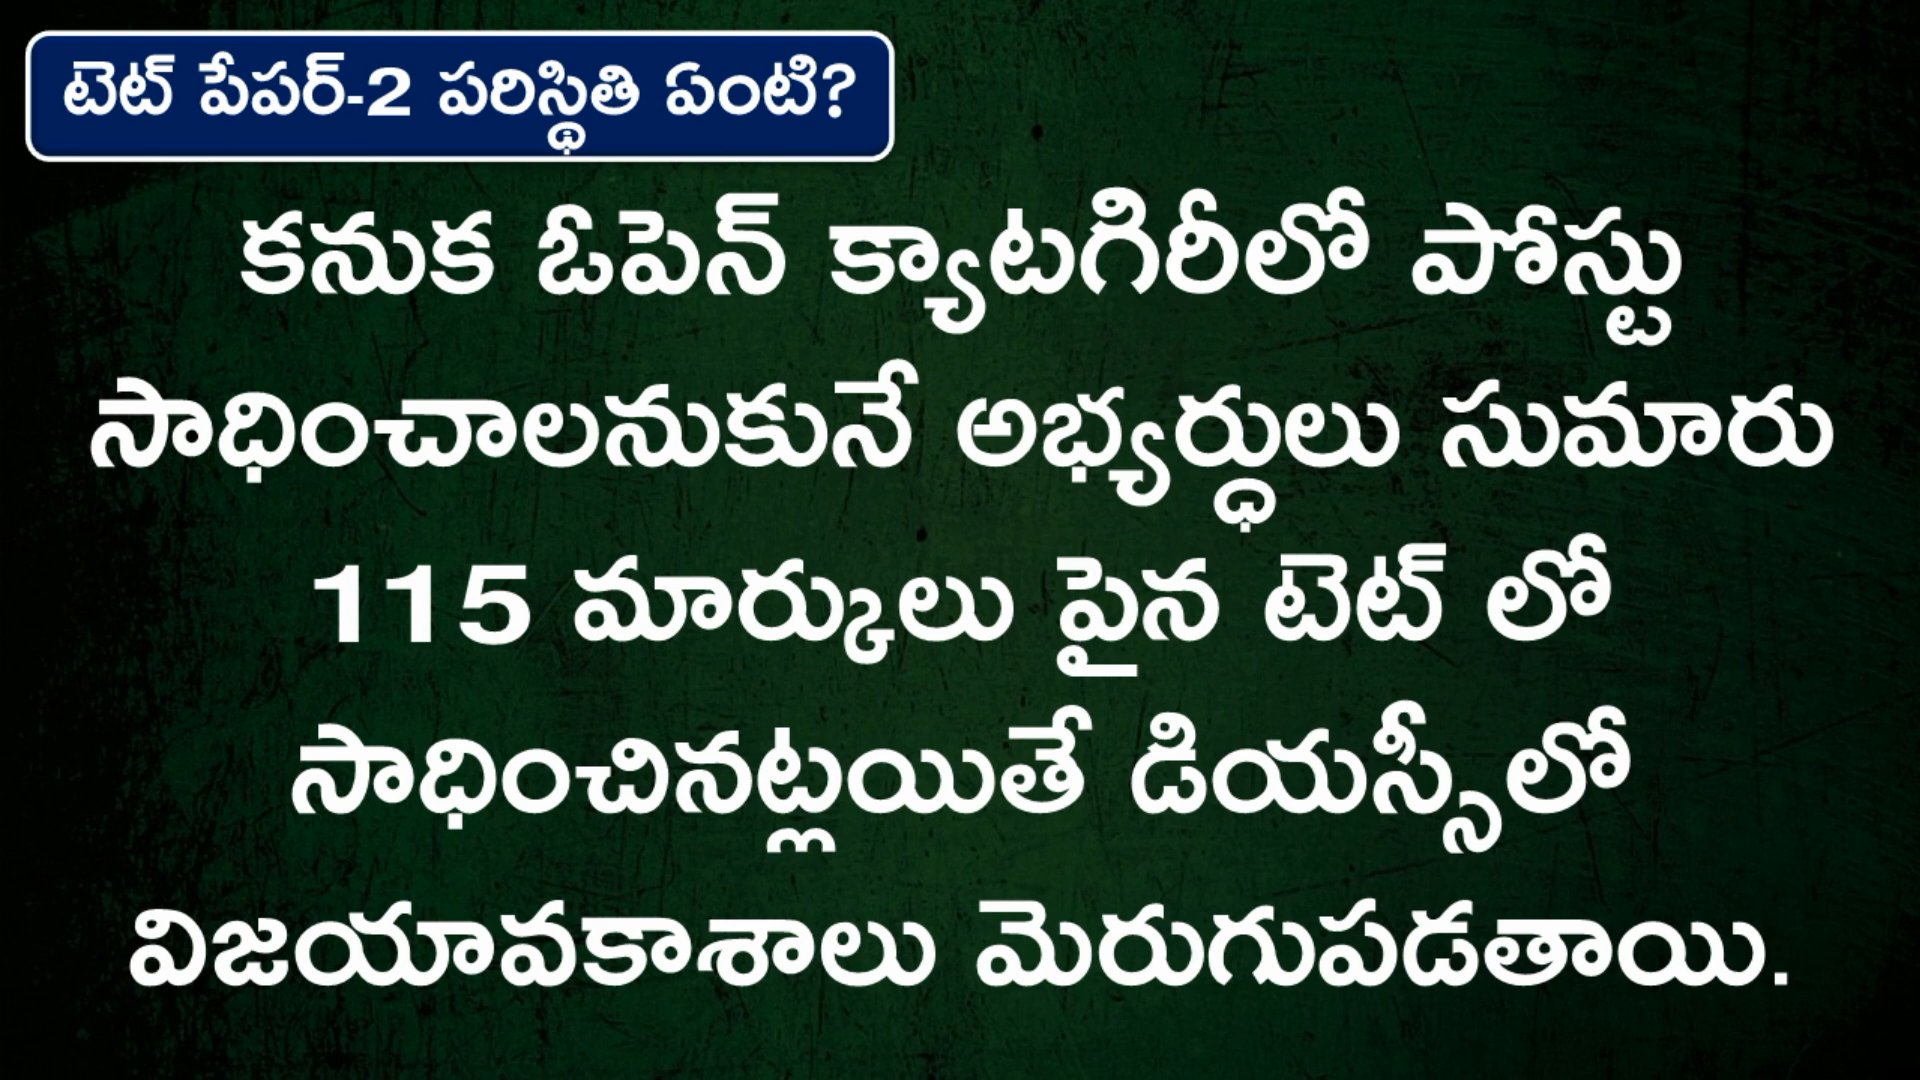 టెట్ పేపర్-2 పరిస్థితి ఏంటి?
కనుక ఓపెన్ క్యాటగిరీలో పోస్టు
సాధించాలనుకునే అభ్యర్ధులు సుమారు
115 మార్కులు పైన టెట్ లో
సాధించినట్లయితే డియస్సీలో
విజయావకాశాలు మెరుగుపడతాయి.